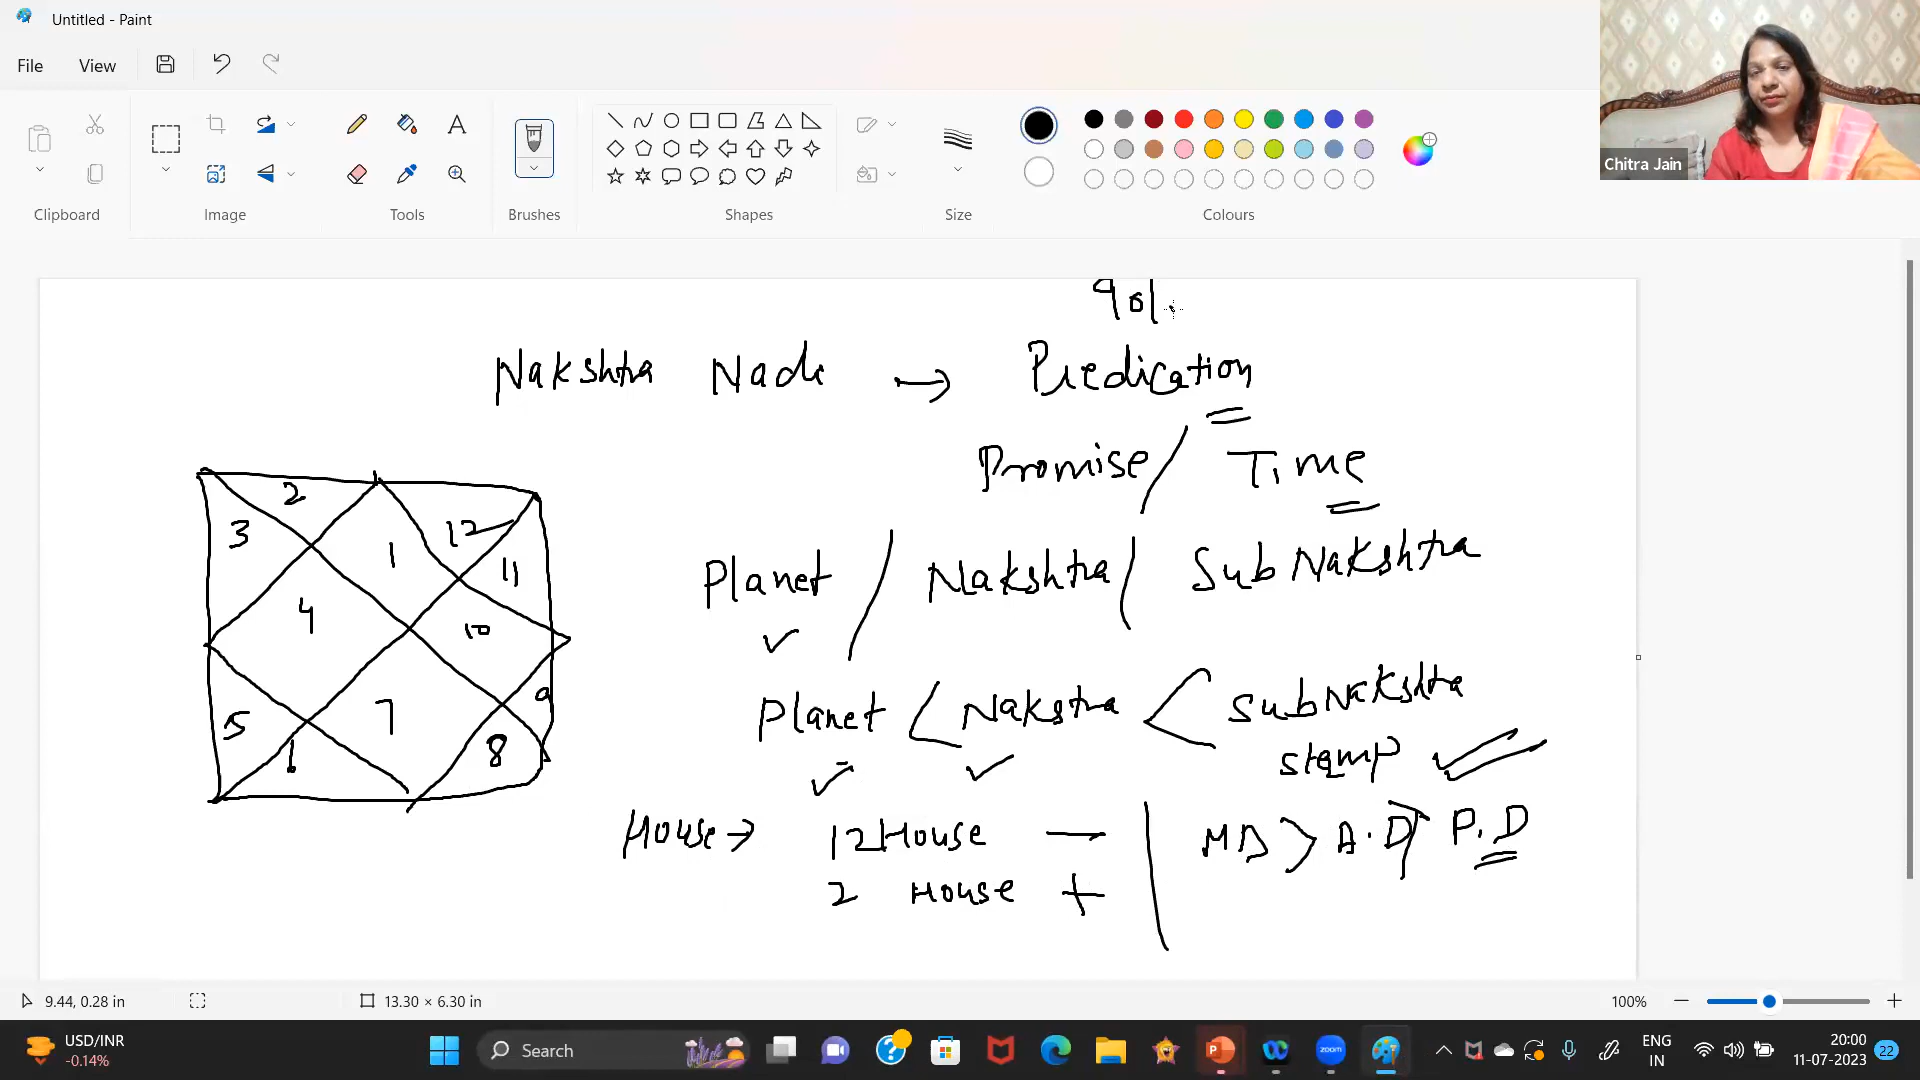 Untitled - Paint
File View
Clipboard Image Tools Brushes Shapes Size Colours
Chitra Jain
90%
Nakshtra Nadi → Predication
Promise / Time
Planet / Nakshtra / Sub Nakshtra
Planet < Nakstra < SubNakshtra
stamp
House → 12 House —
2 House +
MD > A.D > P.D
2
3
12
1
11
4
10
5
7
9
8
9.44, 0.28 in
13.30 × 6.30 in
100%
USD/INR
-0.14%
Search
ENG
IN
20:00
11-07-2023
22
zoom